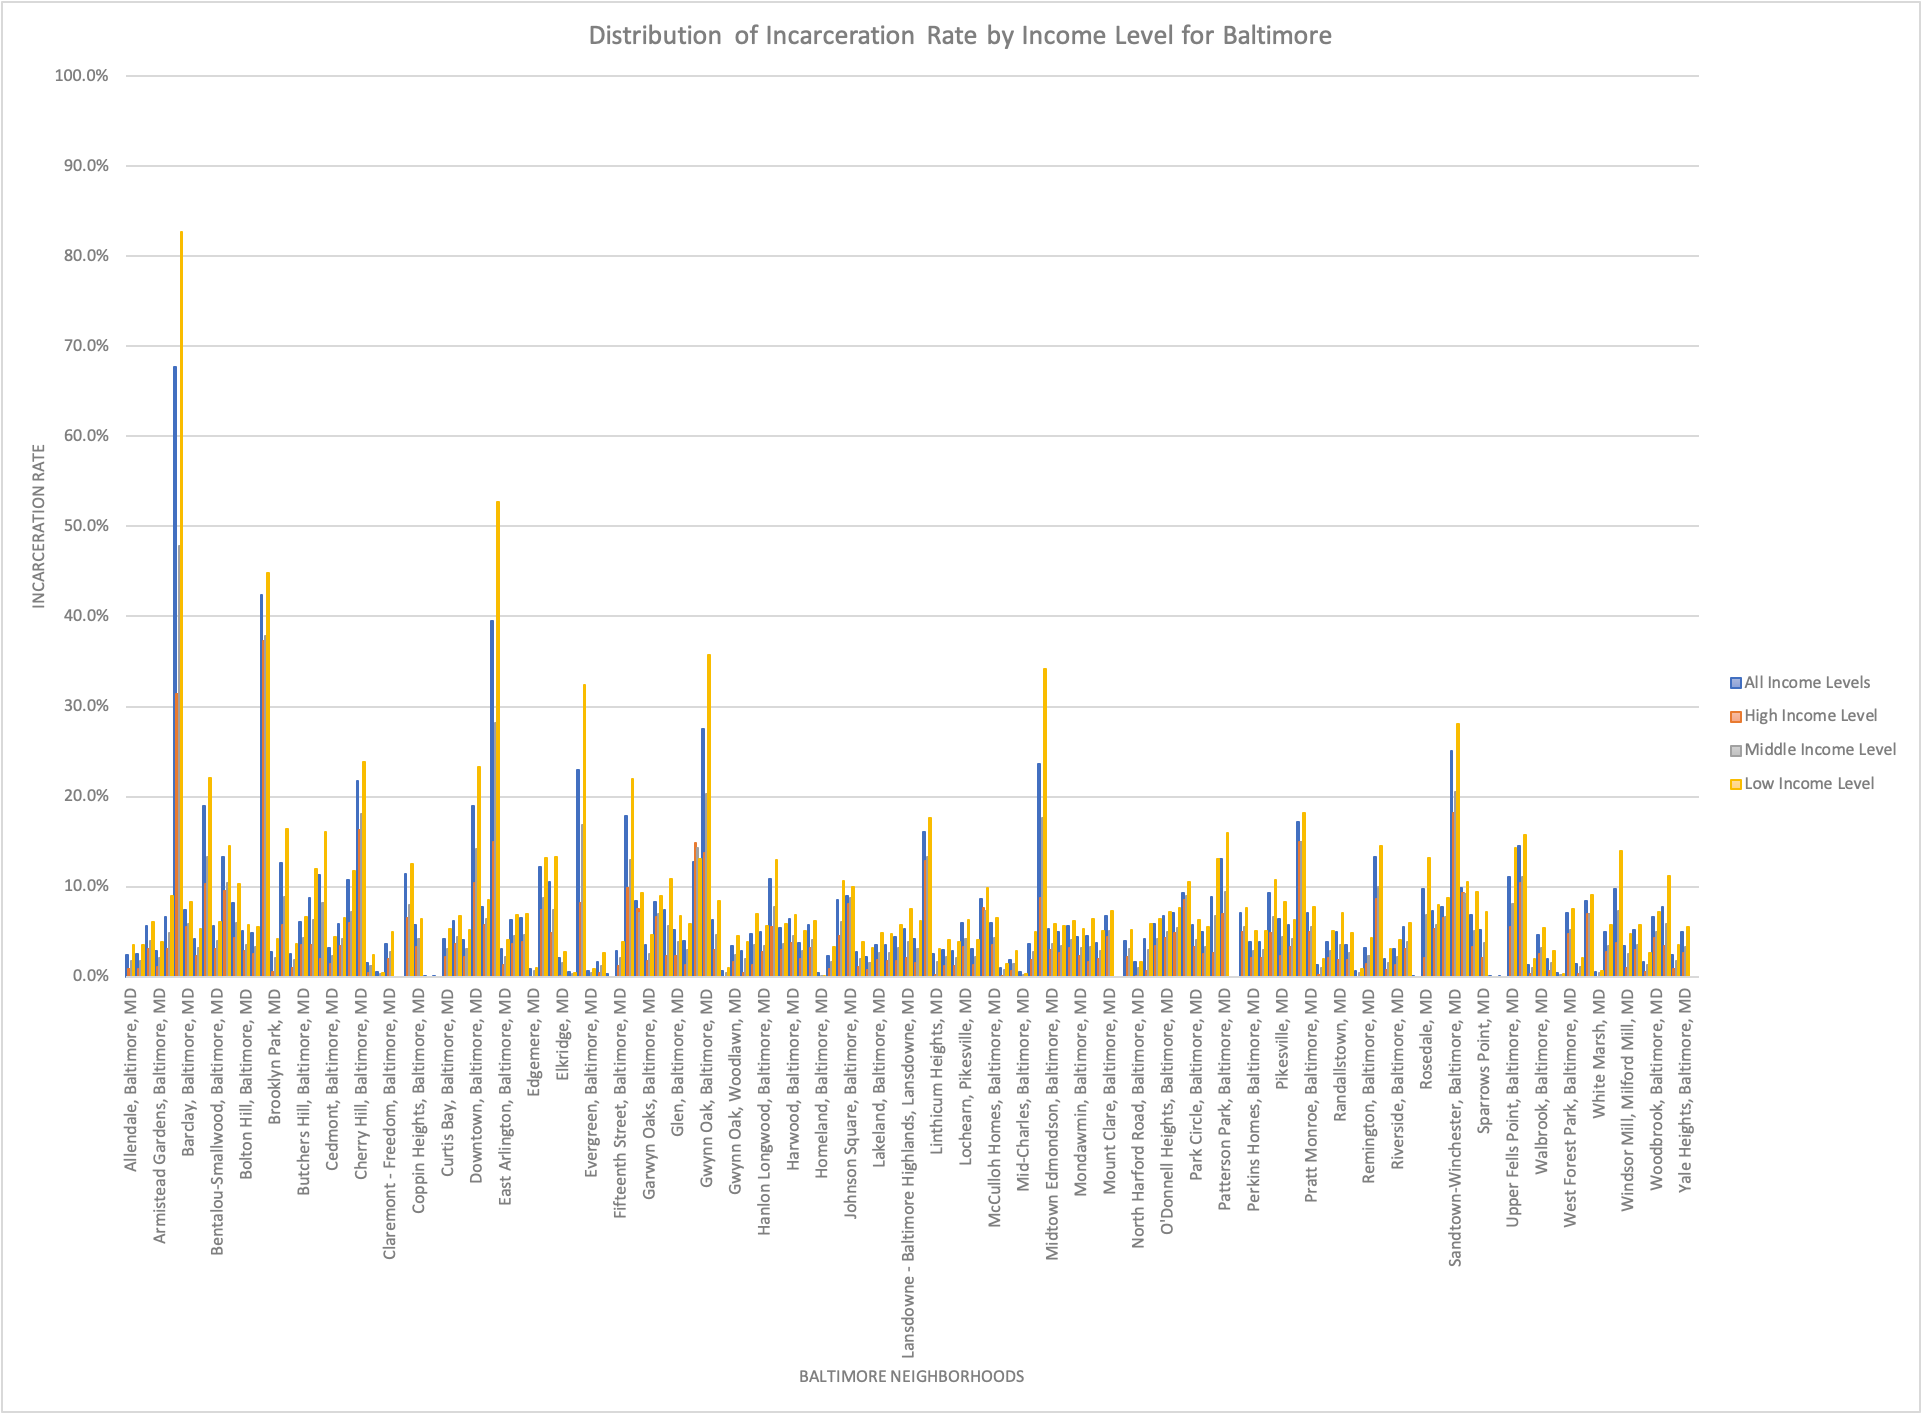 Distribution of Incarceration Rate by Income Level for Baltimore
100.0%
90.0%
80.0%
70.0%
60.0%
50.0%
40.0%
30.0%
20.0%
10.0%
0.0%
INCARCERATION RATE
Allendale, Baltimore, MD
Armistead Gardens, Baltimore, MD
Barclay, Baltimore, MD
Bentalou-Smallwood, Baltimore, MD
Bolton Hill, Baltimore, MD
Brooklyn Park, MD
Butchers Hill, Baltimore, MD
Cedmont, Baltimore, MD
Cherry Hill, Baltimore, MD
Claremont - Freedom, Baltimore, MD
Coppin Heights, Baltimore, MD
Curtis Bay, Baltimore, MD
Downtown, Baltimore, MD
East Arlington, Baltimore, MD
Edgemere, MD
Elkridge, MD
Evergreen, Baltimore, MD
Fifteenth Street, Baltimore, MD
Garwyn Oaks, Baltimore, MD
Glen, Baltimore, MD
Gwynn Oak, Baltimore, MD
Gwynn Oak, Woodlawn, MD
Hanlon Longwood, Baltimore, MD
Harwood, Baltimore, MD
Homeland, Baltimore, MD
Johnson Square, Baltimore, MD
Lakeland, Baltimore, MD
Lansdowne - Baltimore Highlands, Lansdowne, MD
Linthicum Heights, MD
Lochearn, Pikesville, MD
McCulloh Homes, Baltimore, MD
Mid-Charles, Baltimore, MD
Midtown Edmondson, Baltimore, MD
Mondawmin, Baltimore, MD
Mount Clare, Baltimore, MD
North Harford Road, Baltimore, MD
O'Donnell Heights, Baltimore, MD
Park Circle, Baltimore, MD
Patterson Park, Baltimore, MD
Perkins Homes, Baltimore, MD
Pikesville, MD
Pratt Monroe, Baltimore, MD
Randallstown, MD
Remington, Baltimore, MD
Riverside, Baltimore, MD
Rosedale, MD
Sandtown-Winchester, Baltimore, MD
Sparrows Point, MD
Upper Fells Point, Baltimore, MD
Walbrook, Baltimore, MD
West Forest Park, Baltimore, MD
White Marsh, MD
Windsor Mill, Milford Mill, MD
Woodbrook, Baltimore, MD
Yale Heights, Baltimore, MD
BALTIMORE NEIGHBORHOODS
All Income Levels
High Income Level
Middle Income Level
Low Income Level